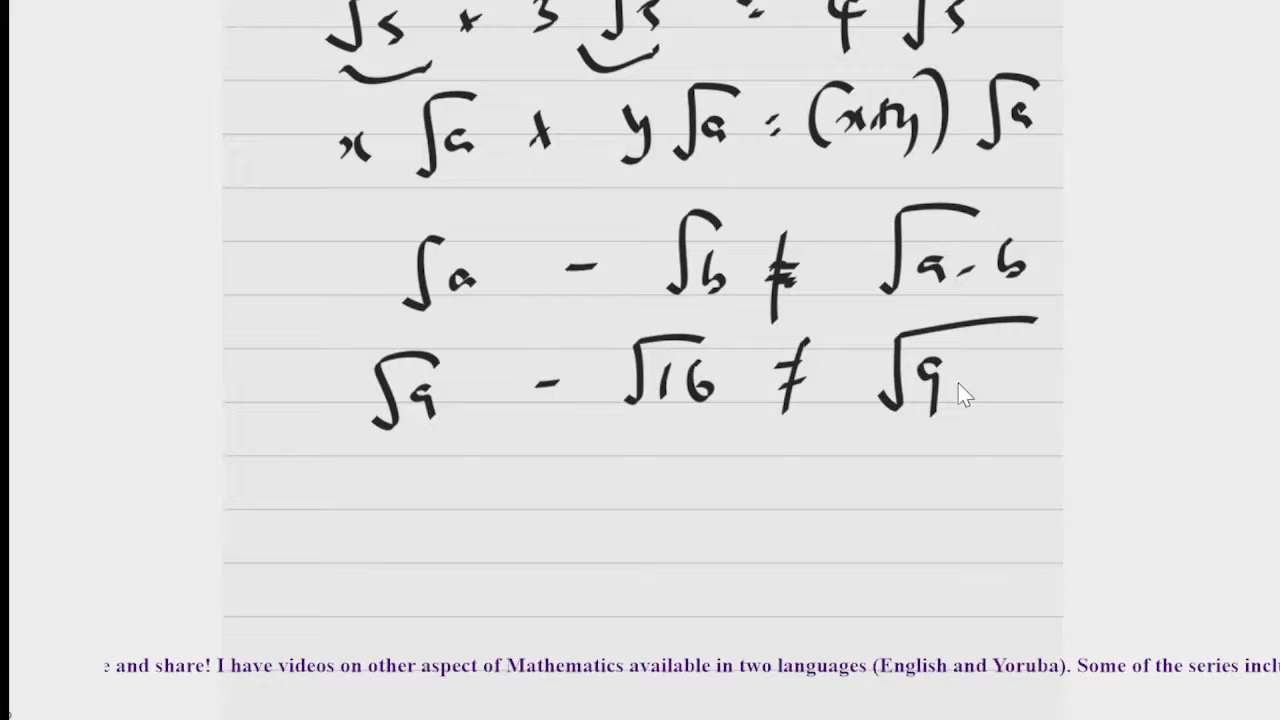 √5 + 3 √5 = 4 √5
x √a + y √a = (x+y) √a
√a - √b ≠ √a-b
√9 - √16 ≠ √9
e and share! I have videos on other aspect of Mathematics available in two languages (English and Yoruba). Some of the series incl